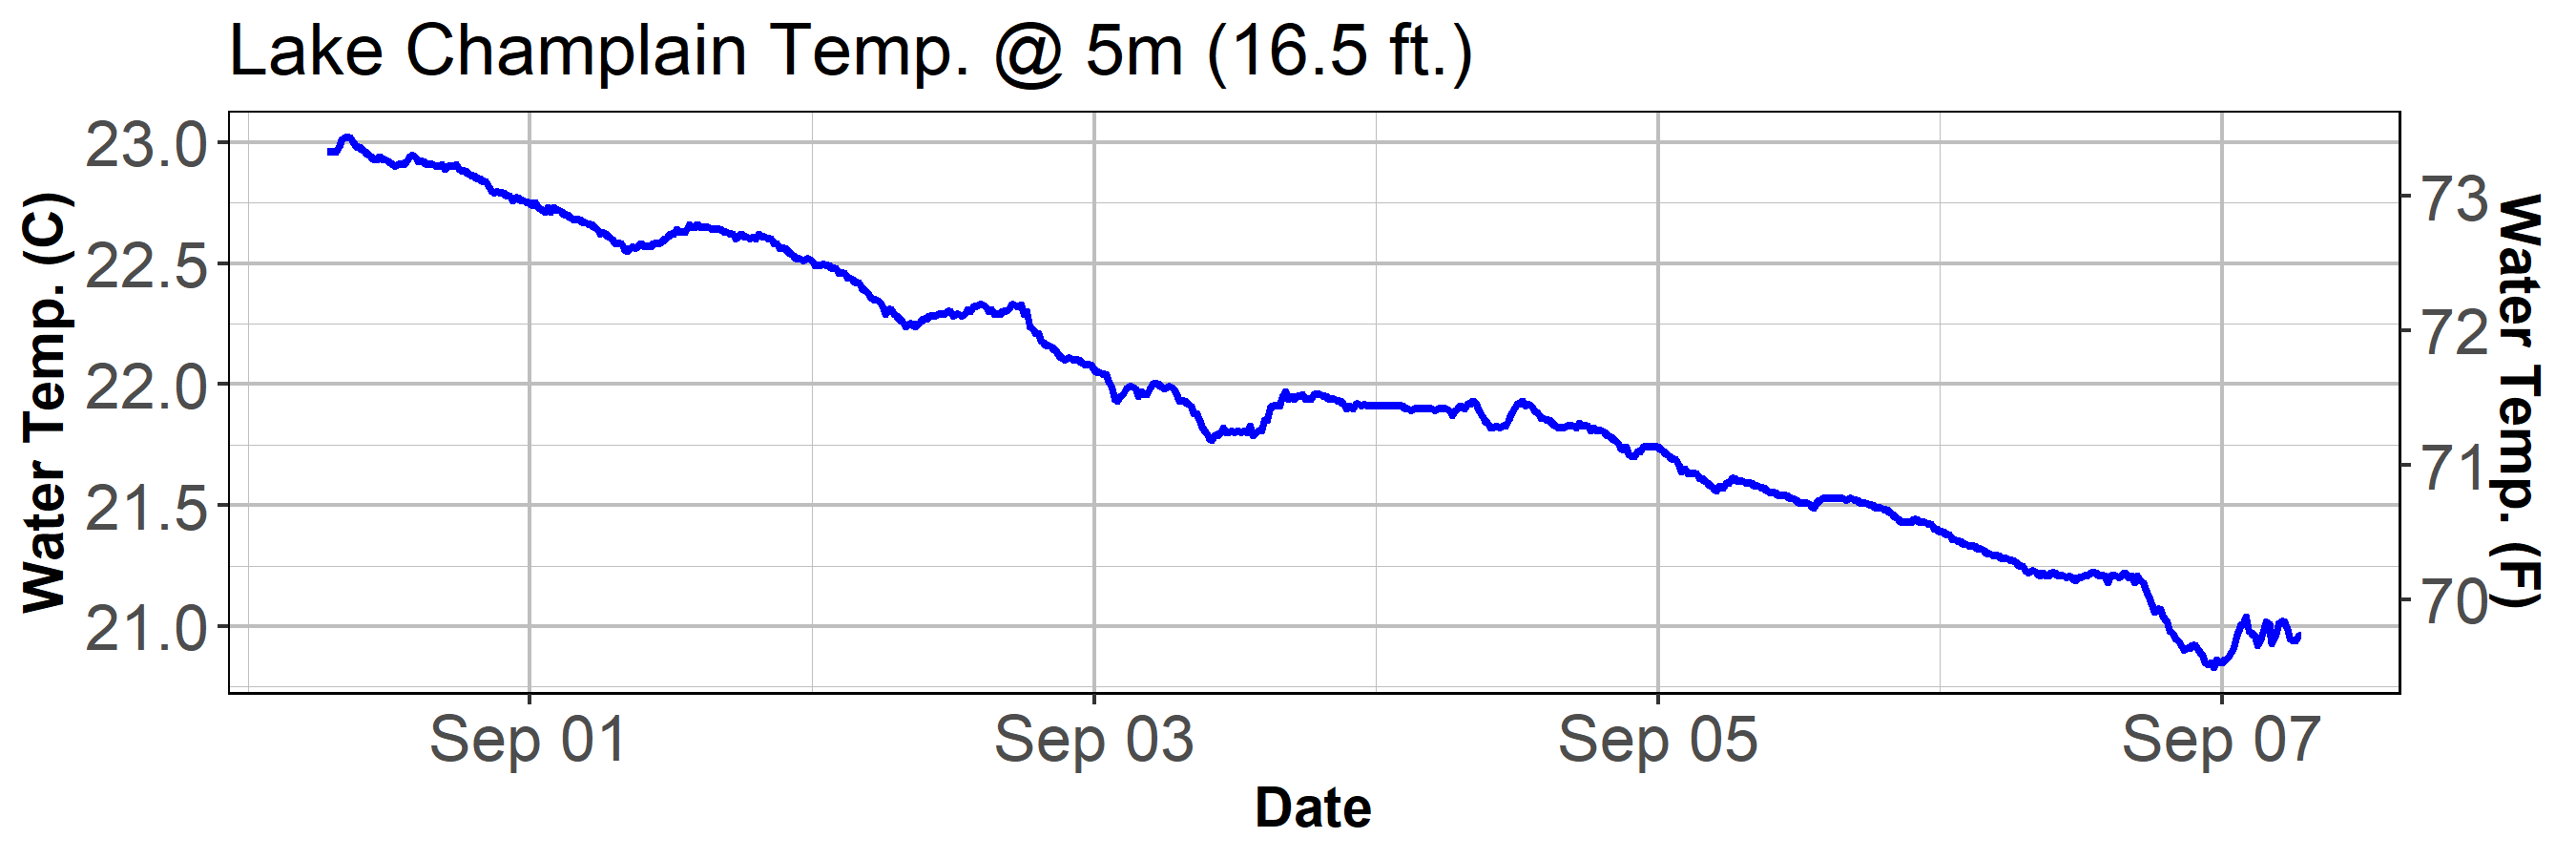 Lake Champlain Temp. @ 5m (16.5 ft.)
Water Temp. (C)
23.0
22.5
22.0
21.5
21.0
73
72
71
70
Water Temp. (F)
Sep 01 Sep 03 Sep 05 Sep 07
Date